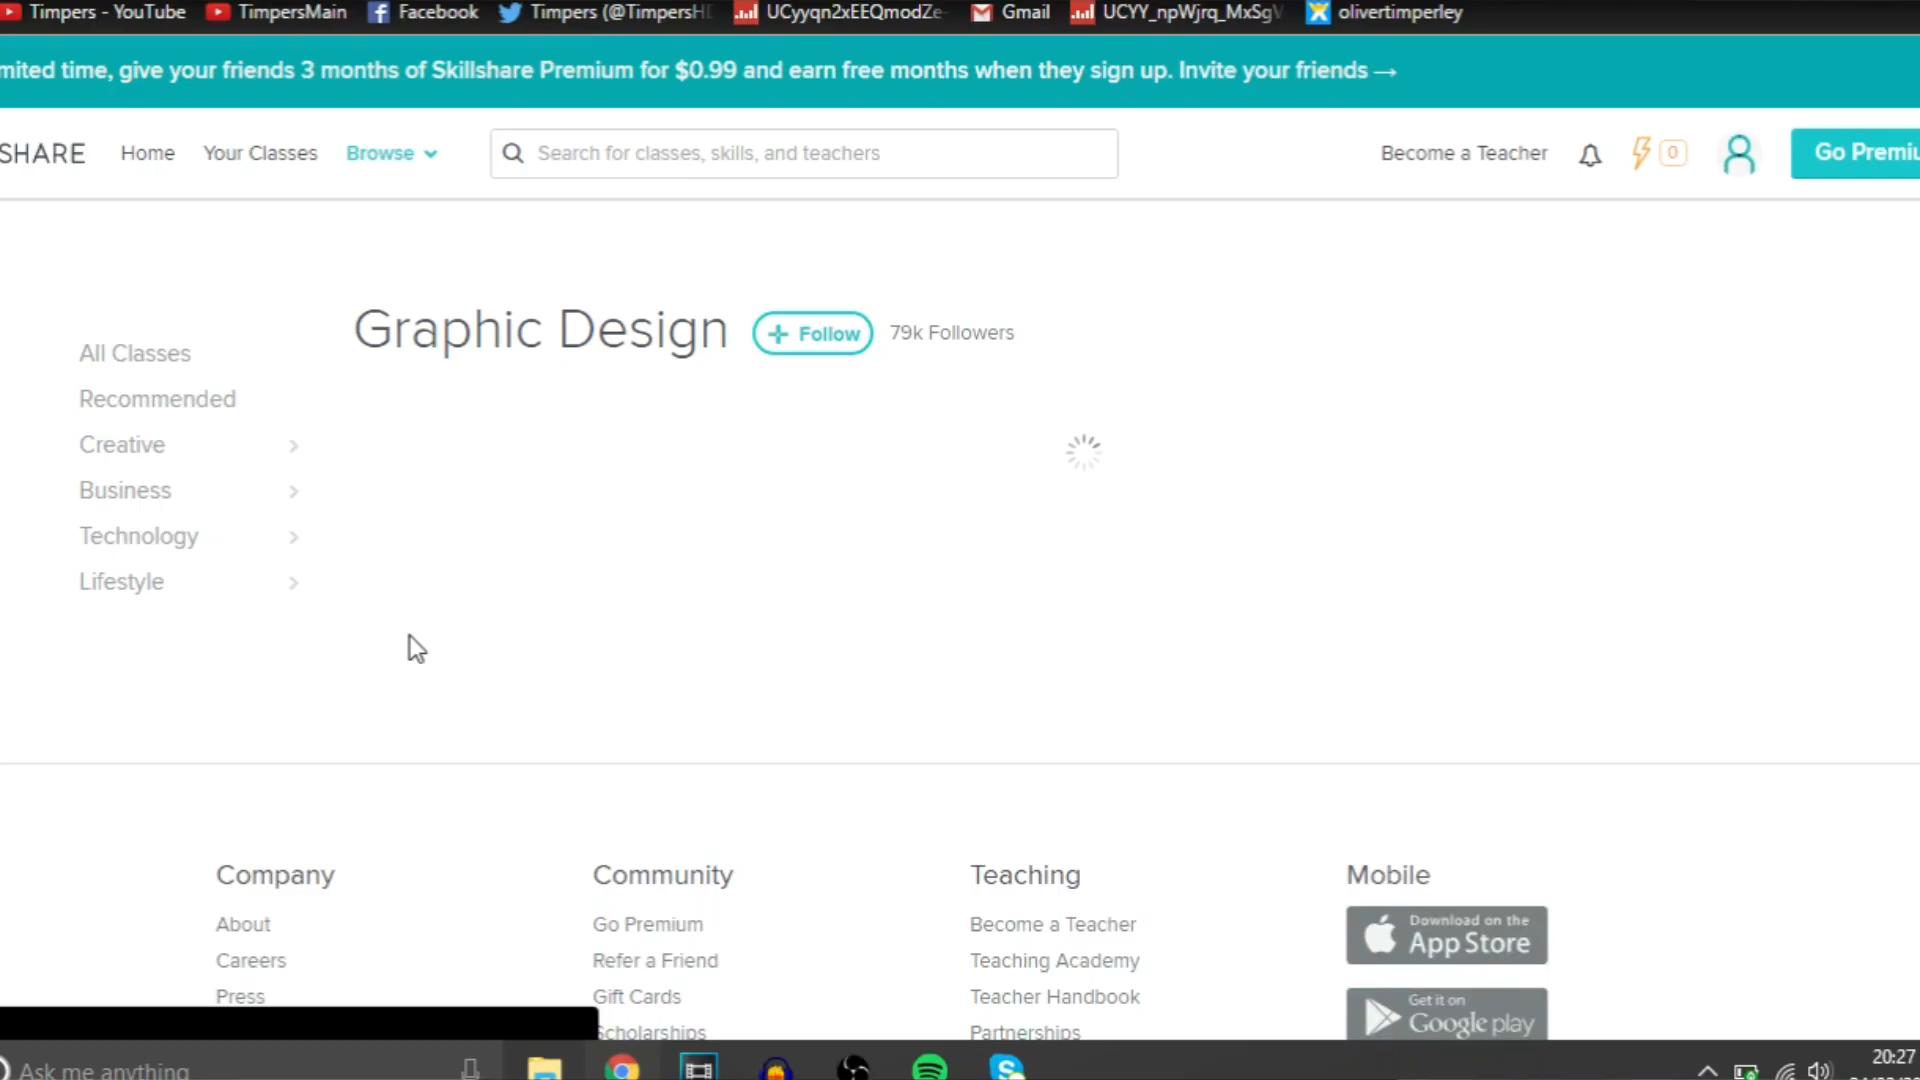 Timpers - YouTube TimpersMain Facebook Timpers (@TimpersH UCyyqn2xEEQmodZe- Gmail UCYY_npWjrq_MxSgV olivertimperley
mited time, give your friends 3 months of Skillshare Premium for $0.99 and earn free months when they sign up. Invite your friends →
SHARE Home Your Classes Browse Search for classes, skills, and teachers Become a Teacher 0 Go Premiu
Graphic Design + Follow 79k Followers
All Classes
Recommended
Creative
Business
Technology
Lifestyle
Company Community Teaching Mobile
About Go Premium Become a Teacher Download on the App Store
Careers Refer a Friend Teaching Academy
Press Gift Cards Teacher Handbook Get it on Google play
Scholarships Partnerships
Ask me anything 20:27